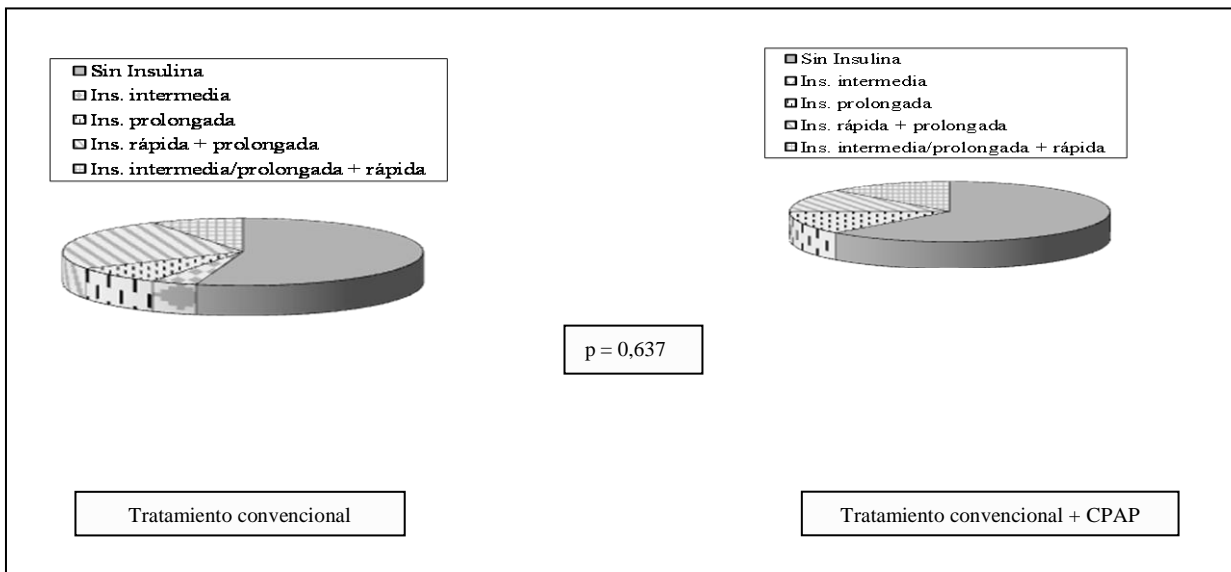 Sin Insulina
Ins. intermedia
Ins. prolongada
Ins. rápida + prolongada
Ins. intermedia/prolongada + rápida
Sin Insulina
Ins. intermedia
Ins. prolongada
Ins. rápida + prolongada
Ins. intermedia/prolongada + rápida
p = 0,637
Tratamiento convencional
Tratamiento convencional + CPAP